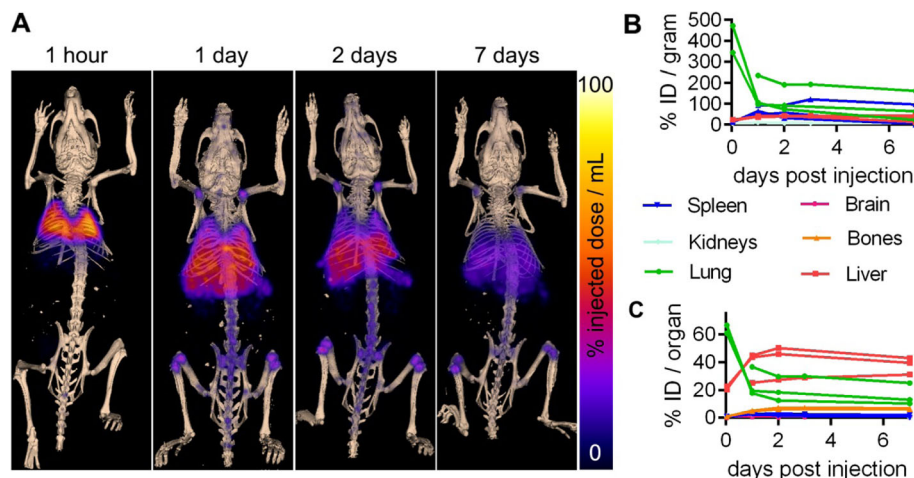 A
1 hour
1 day
2 days
7 days
100
% injected dose / mL
0
B
% ID / gram
500
400
300
200
100
0
0 2 4 6
days post injection
Spleen
Brain
Kidneys
Bones
Lung
Liver
C
% ID / organ
60
40
20
0
0 2 4 6
days post injection